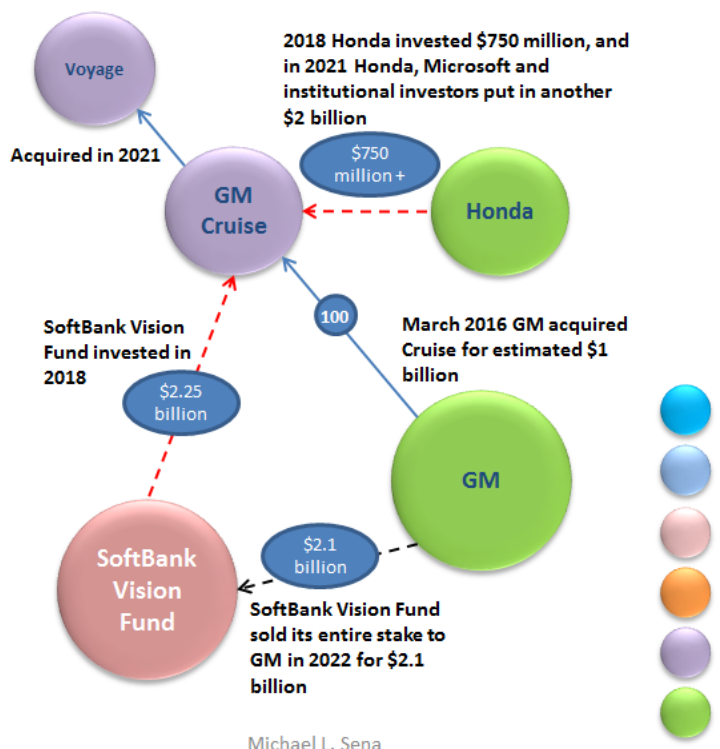 Voyage
2018 Honda invested $750 million, and
in 2021 Honda, Microsoft and
institutional investors put in another
$2 billion
Acquired in 2021
$750
million +
GM
Cruise
Honda
100
SoftBank Vision
Fund invested in
2018
March 2016 GM acquired
Cruise for estimated $1
billion
$2.25
billion
GM
$2.1
billion
SoftBank
Vision
Fund
SoftBank Vision Fund
sold its entire stake to
GM in 2022 for $2.1
billion
Michael L. Sena